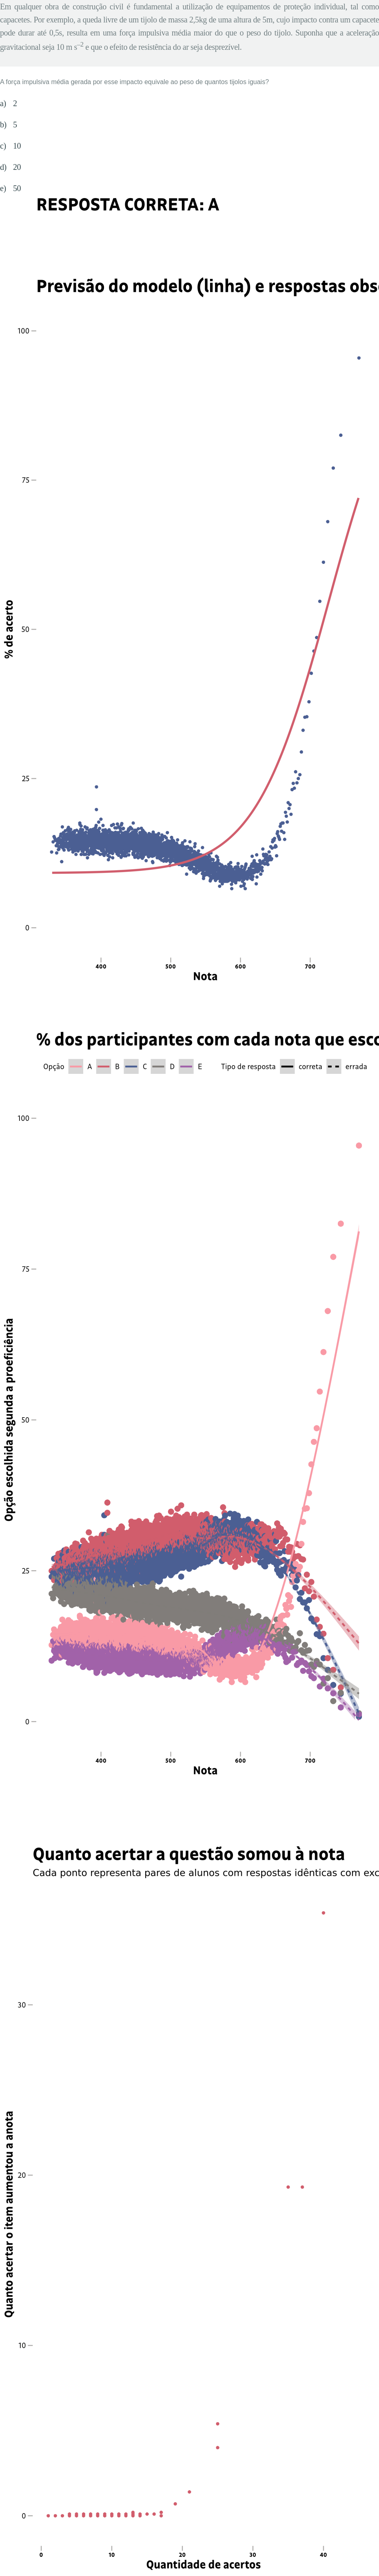 Em qualquer obra de construção civil é fundamental a utilização de equipamentos de proteção individual, tal como
capacetes. Por exemplo, a queda livre de um tijolo de massa 2,5kg de uma altura de 5m, cujo impacto contra um capacete
pode durar até 0,5s, resulta em uma força impulsiva média maior do que o peso do tijolo. Suponha que a aceleração
gravitacional seja 10 m s⁻² e que o efeito de resistência do ar seja desprezível.
A força impulsiva média gerada por esse impacto equivale ao peso de quantos tijolos iguais?
a) 2
b) 5
c) 10
d) 20
e) 50
RESPOSTA CORRETA: A
Previsão do modelo (linha) e respostas obs
100
75
50
25
0
% de acerto
400 500 600 700
Nota
% dos participantes com cada nota que esco
Opção A B C D E Tipo de resposta correta errada
100
75
50
25
0
Opção escolhida segunda a proeficiência
400 500 600 700
Nota
Quanto acertar a questão somou à nota
Cada ponto representa pares de alunos com respostas idênticas com exc
30
20
10
0
Quanto acertar o item aumentou a anota
0 10 20 30 40
Quantidade de acertos